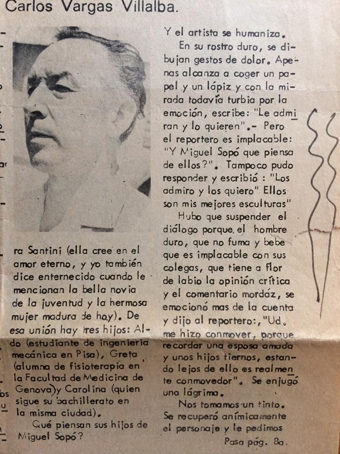 Carlos Vargas Villalba.
ra Santini (ella cree en el
amor eterno, y yo también
dice enternecido cuando le
mencionan la bella novia
de la juventud y la hermosa
mujer madura de hoy). De
esa unión hay tres hijos: Al-
do (estudiante de ingeniería
mecánica en Pisa), Greta
(alumna de fisioterapia en
la Facultad de Medicina de
Genova) y Carolina (quien
sigue su bachillerato en
la misma ciudad).
Qué piensan sus hijos de
Miguel Sopó?
Y el artista se humaniza.
En su rostro duro, se di-
bujan gestos de dolor. Ape-
nas alcanza a coger un pa-
pel y un lápiz y con la mi-
rada todavía turbia por la
emoción, escribe: "Le admi
ran y lo quieren".- Pero
el reportero es implacable:
"Y Miguel Sopó que piensa
de ellos?". Tampoco pudo
responder y escribió : "Los
admiro y los quiero" Ellos
son mis mejores esculturas"
Hubo que suspender el
diálogo porque, el hombre
duro, que no fuma y bebe
que es implacable con sus
colegas, que tiene a flor
de labio la opinión crítica
y el comentario mordaz, se
emocionó mas de la cuenta
y dijo al reportero:, "Ud.
me hizo conmover, porque
recordar una esposa amada
y unos hijos tiernos, estan-
do lejos de ello es realmen
te conmovedor". Se enjugó
una lágrima.
Nos tomamos un tinto.
Se recuperó anímicamente
el personaje y le pedimos
Pasa pág. 8a.